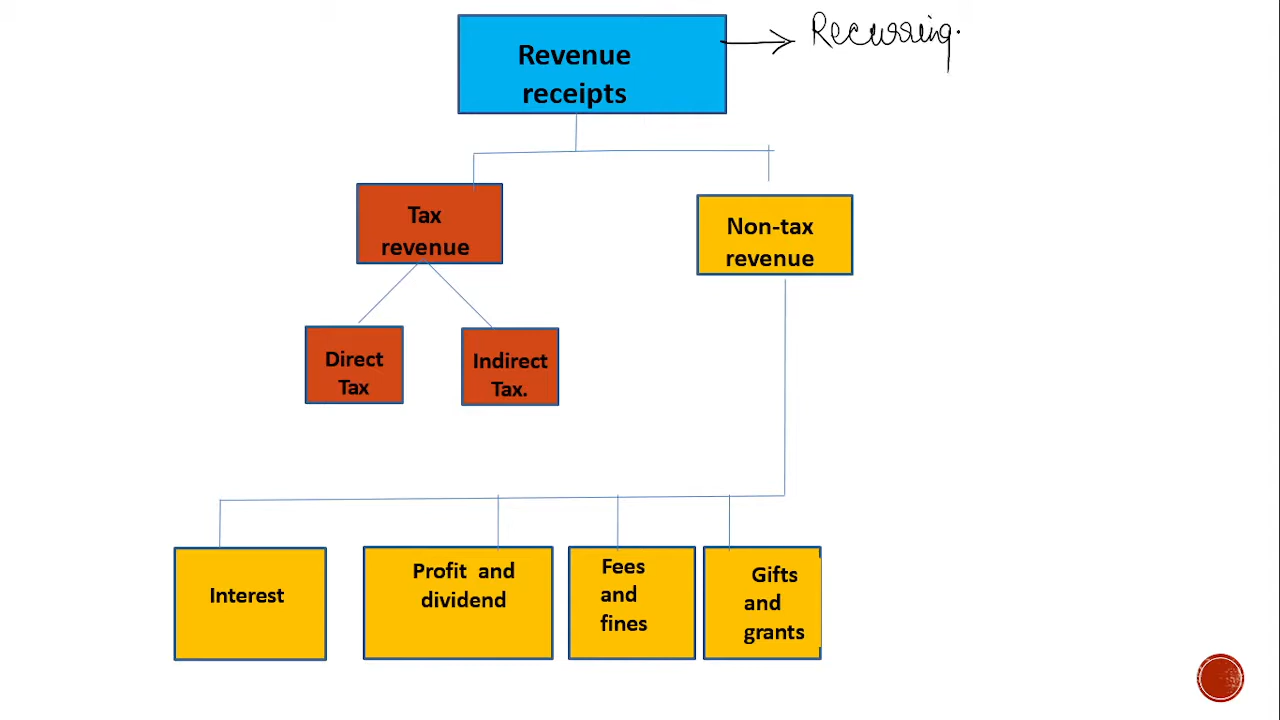 Revenue
receipts
Recurring.
Tax
revenue
Non-tax
revenue
Direct
Tax
Indirect
Tax.
Interest
Profit and
dividend
Fees
and
fines
Gifts
and
grants